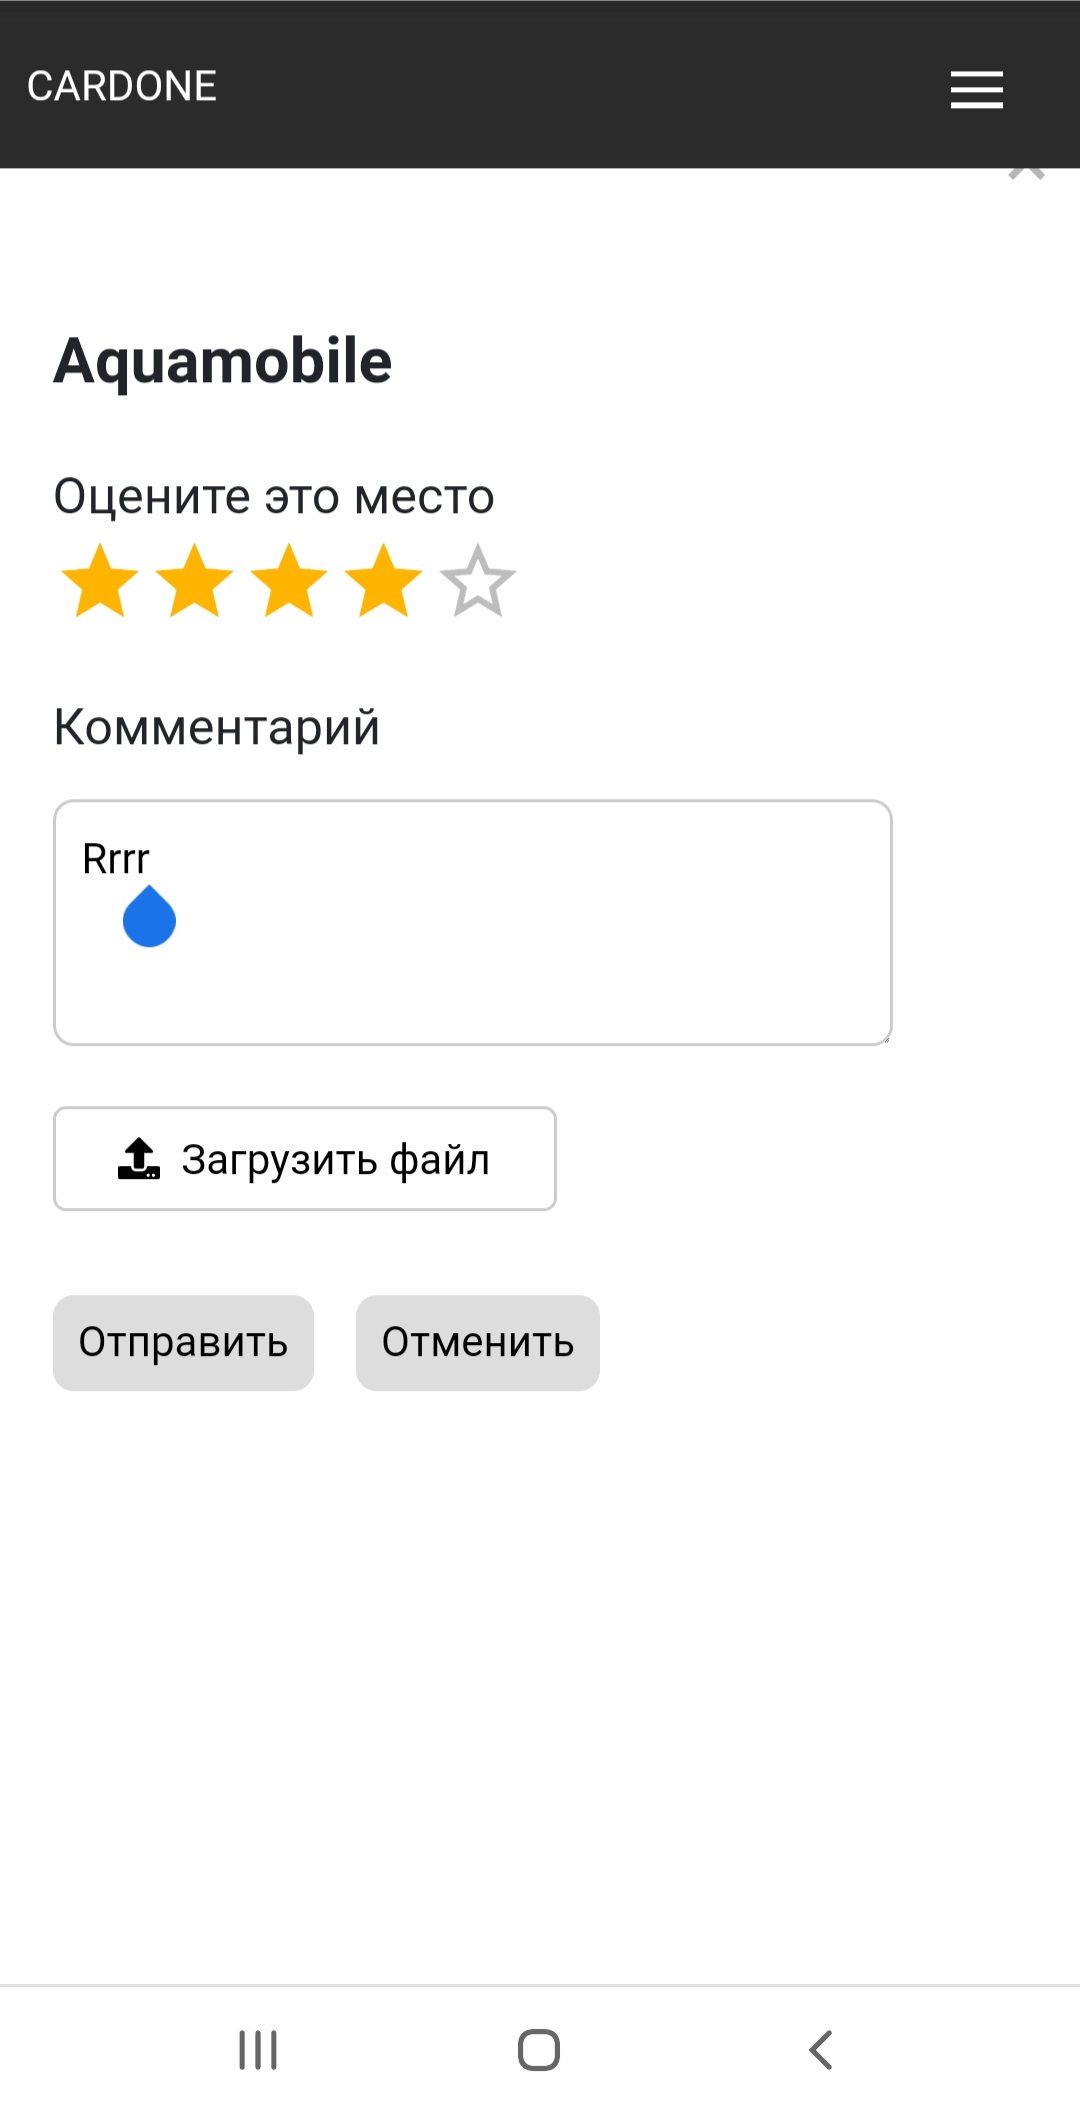 CARDONE
Aquamobile
Оцените это место
Комментарий
Rrrr
Загрузить файл
Отправить
Отменить